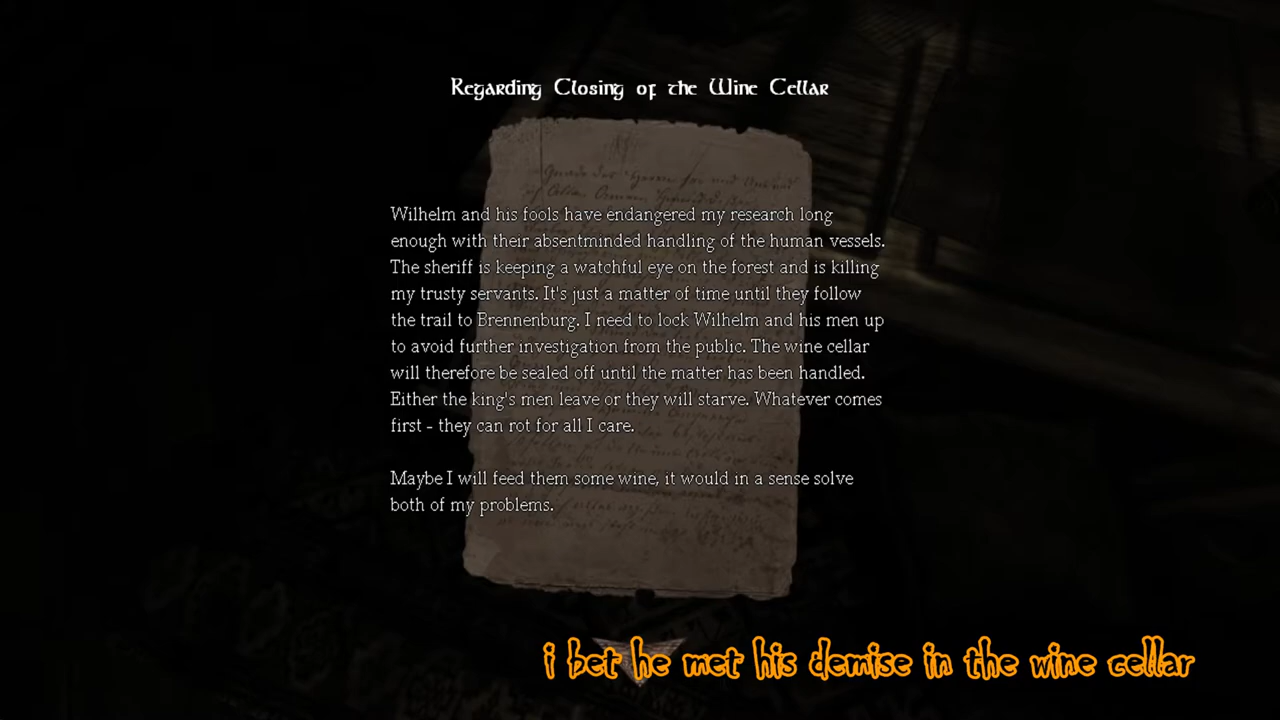 Regarding Closing of the Wine Cellar
Wilhelm and his fools have endangered my research long
enough with their absentminded handling of the human vessels.
The sheriff is keeping a watchful eye on the forest and is killing
my trusty servants. It's just a matter of time until they follow
the trail to Brennenburg. I need to lock Wilhelm and his men up
to avoid further investigation from the public. The wine cellar
will therefore be sealed off until the matter has been handled.
Either the king's men leave or they will starve. Whatever comes
first - they can rot for all I care.
Maybe I will feed them some wine, it would in a sense solve
both of my problems.
i bet he met his demise in the wine cellar